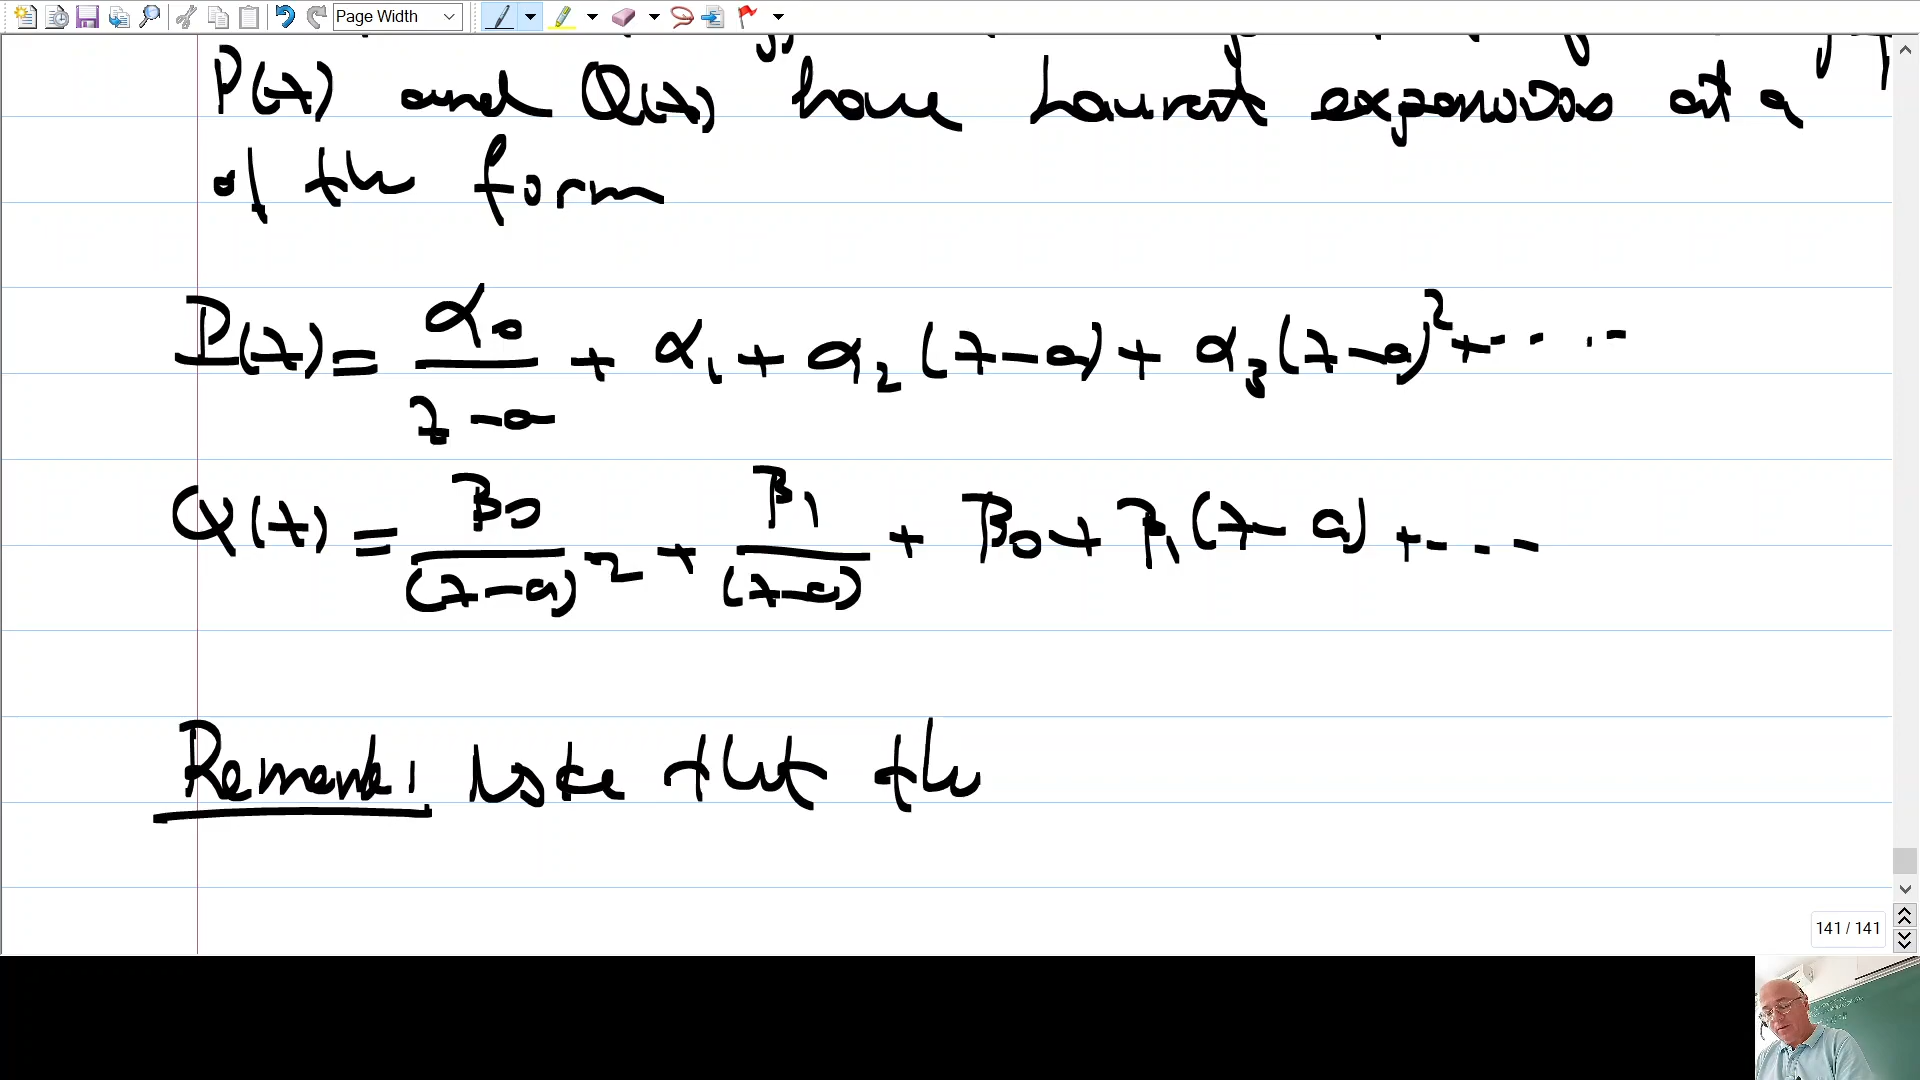 Page Width
P(z) and Q(z) have Laurent expansions at a
of the form
P(z) = α₀/(z-a) + α₁ + α₂(z-a) + α₃(z-a)² + ....
Q(z) = β₀/(z-a)² + β₁/(z-a) + β₀ + β₁(z-a) + ...
Remark: Note that the
141 / 141